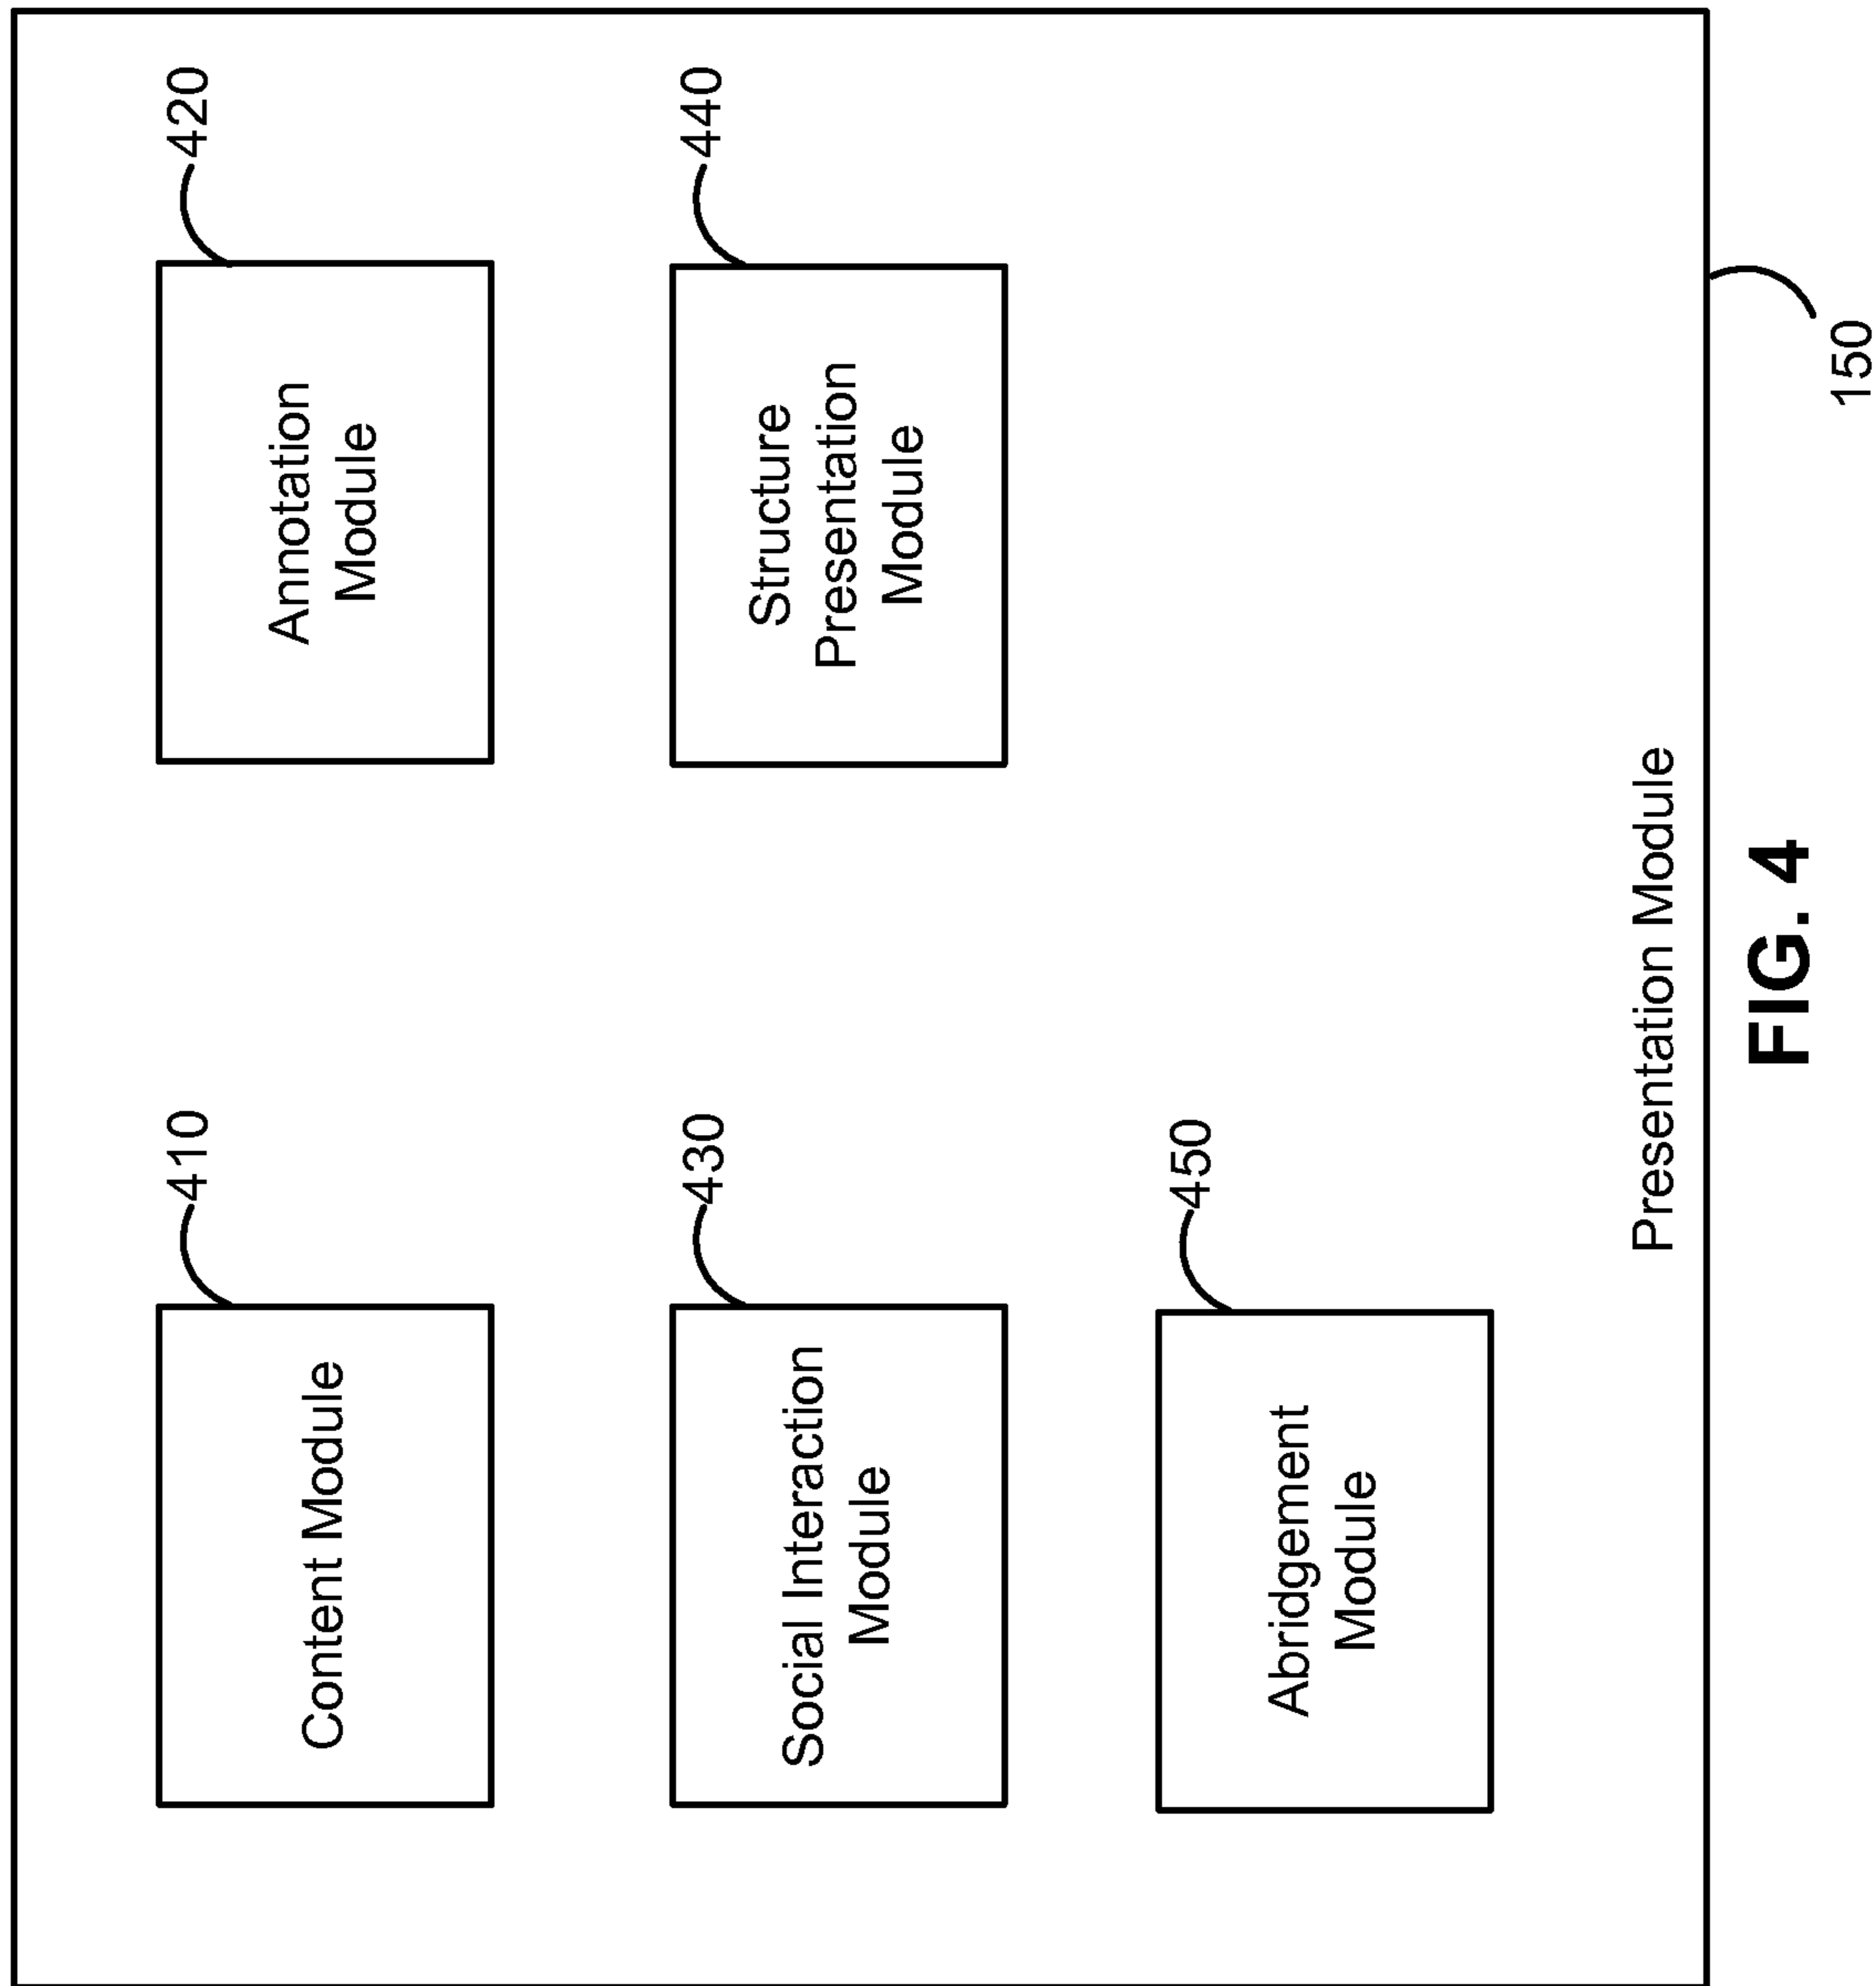 410
Content Module
420
Annotation
Module
430
Social Interaction
Module
440
Structure
Presentation
Module
450
Abridgement
Module
Presentation Module
150
FIG. 4